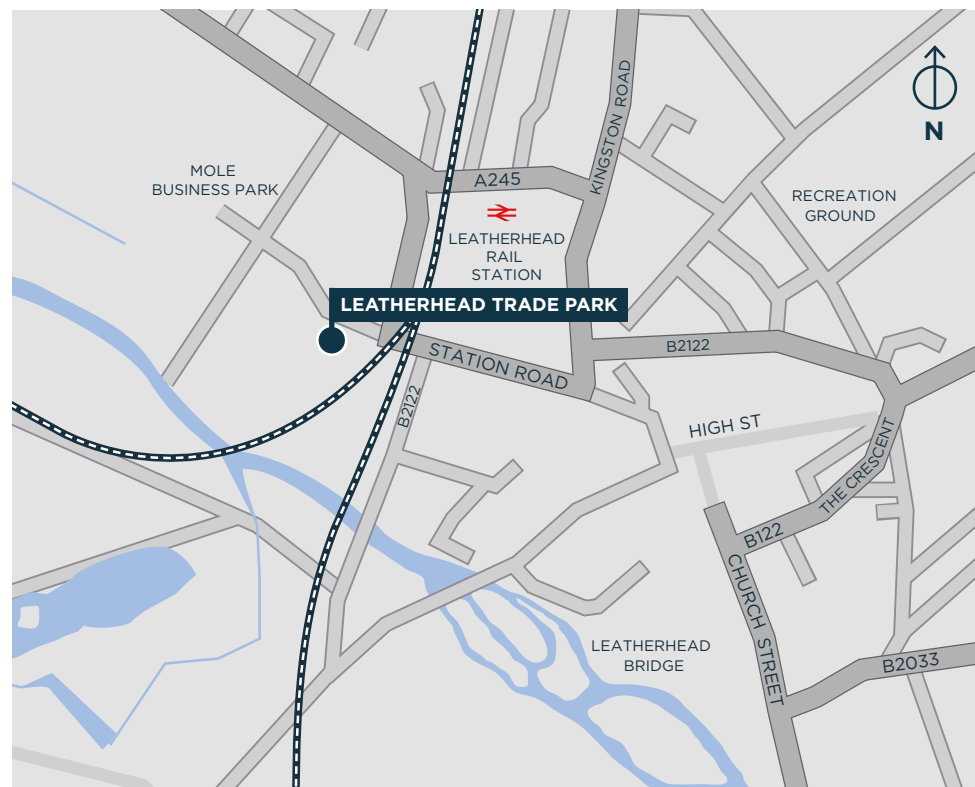 KINGSTON ROAD
N
MOLE
BUSINESS PARK
A245
RECREATION
GROUND
LEATHERHEAD
RAIL
STATION
LEATHERHEAD TRADE PARK
STATION ROAD
B2122
B2122
HIGH ST
THE CRESCENT
B122
CHURCH STREET
LEATHERHEAD
BRIDGE
B2033